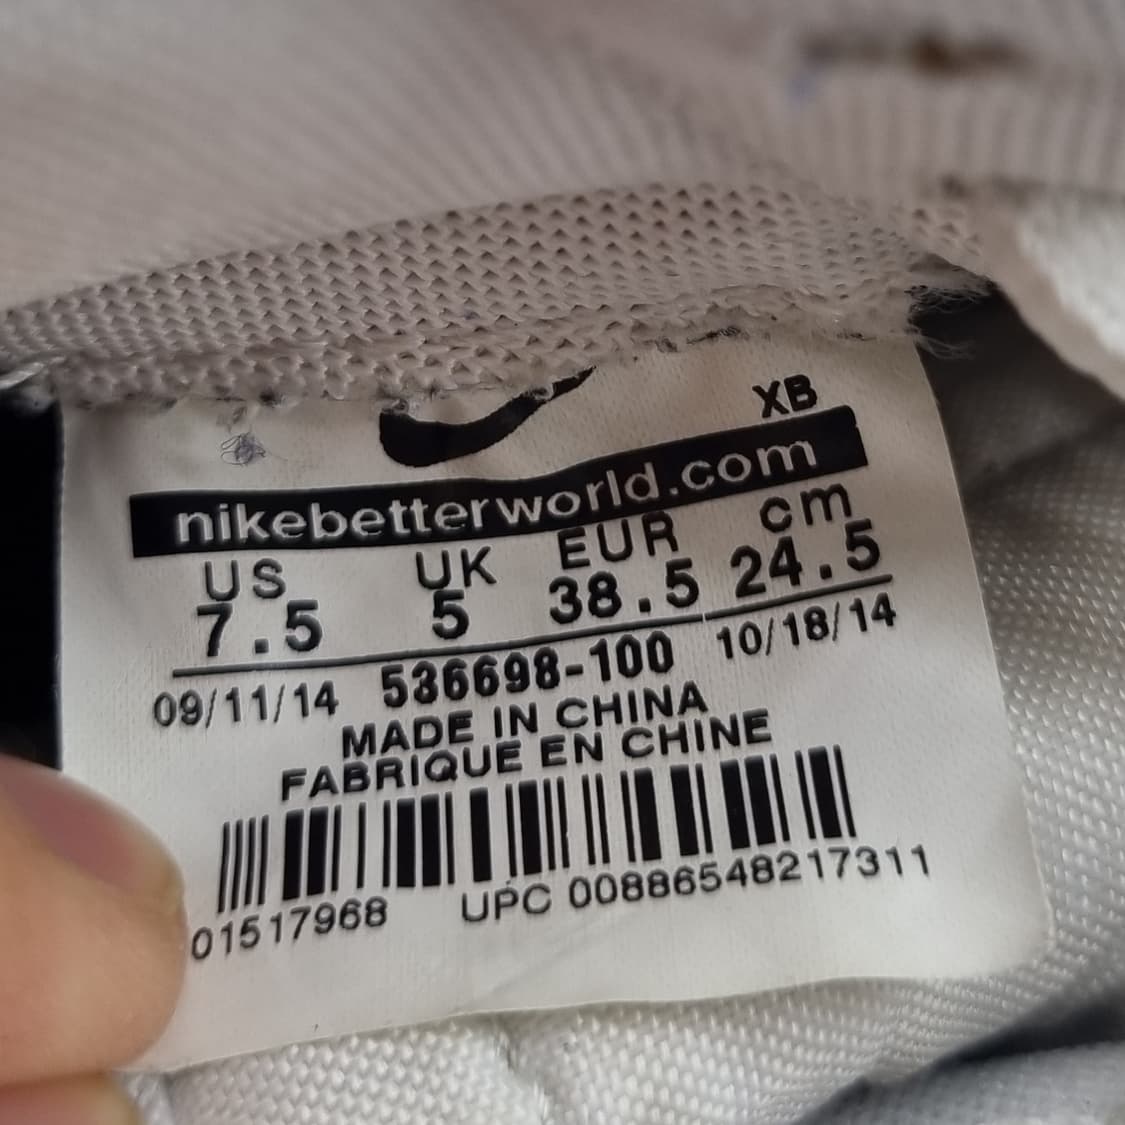 XB
nikebetterworld.com
US UK EUR cm
7.5 5 38.5 24.5
09/11/14 536698-100 10/18/14
MADE IN CHINA
FABRIQUE EN CHINE
01517968 UPC 00886548217311